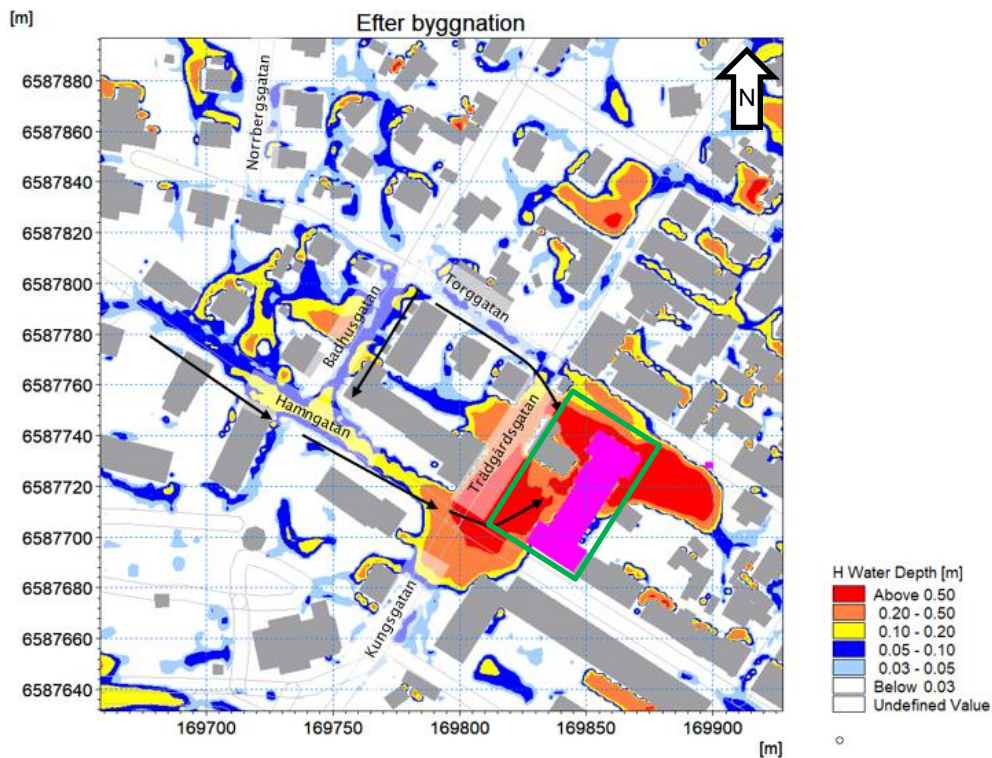 [m]
Efter byggnation
N
6587880
6587860
6587840
6587820
6587800
6587780
6587760
6587740
6587720
6587700
6587680
6587660
6587640
Norrbergsgatan
Torggatan
Badhusgatan
Hamngatan
Trädgårdsgatan
Kungsgatan
169700 169750 169800 169850 169900
[m]
H Water Depth [m]
Above 0.50
0.20 - 0.50
0.10 - 0.20
0.05 - 0.10
0.03 - 0.05
Below 0.03
Undefined Value